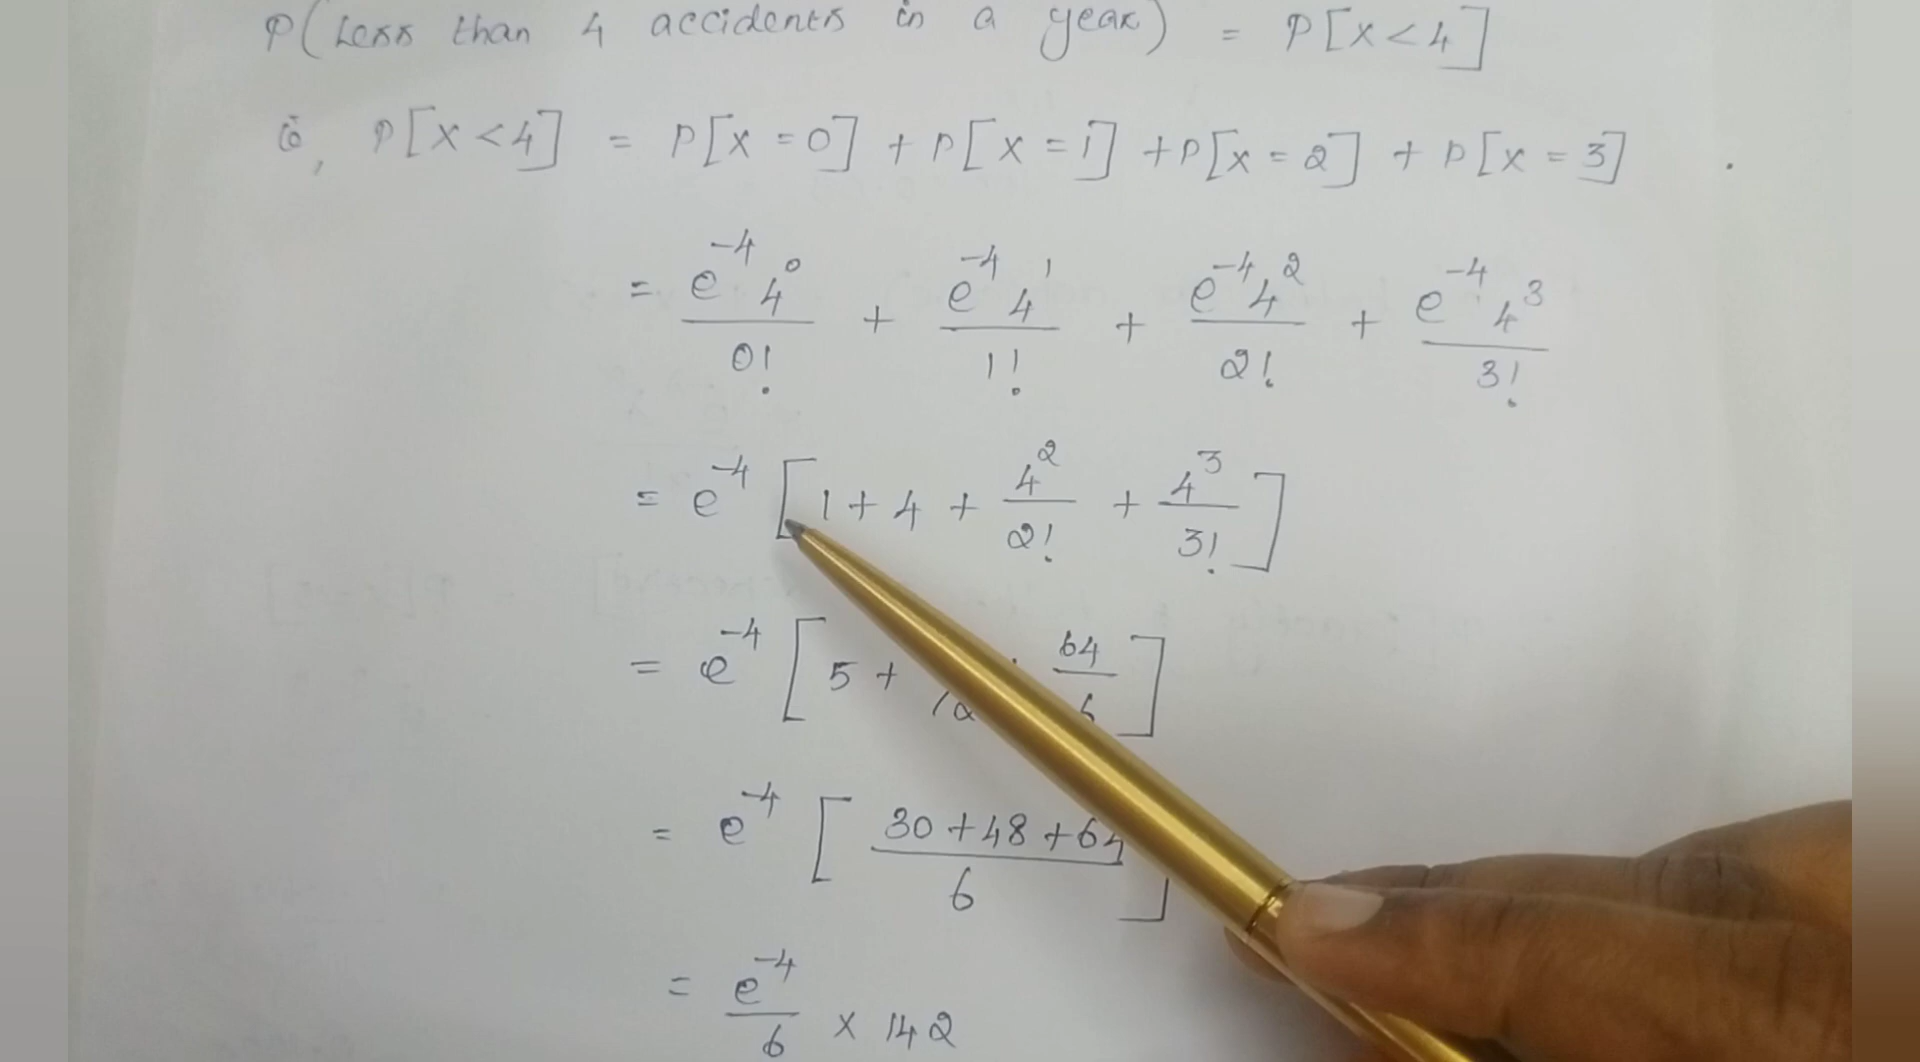 P(Less than 4 accidents in a year) = P[X<4]
ie, P[X<4] = P[X=0] + P[X=1] + P[X=2] + P[X=3]
= e^-4 4^0 / 0! + e^-4 4^1 / 1! + e^-4 4^2 / 2! + e^-4 4^3 / 3!
= e^-4 [1 + 4 + 4^2 / 2! + 4^3 / 3!]
= e^-4 [5 + 64 / 6]
= e^-4 [30 + 48 + 64 / 6]
= e^-4 / 6 × 142